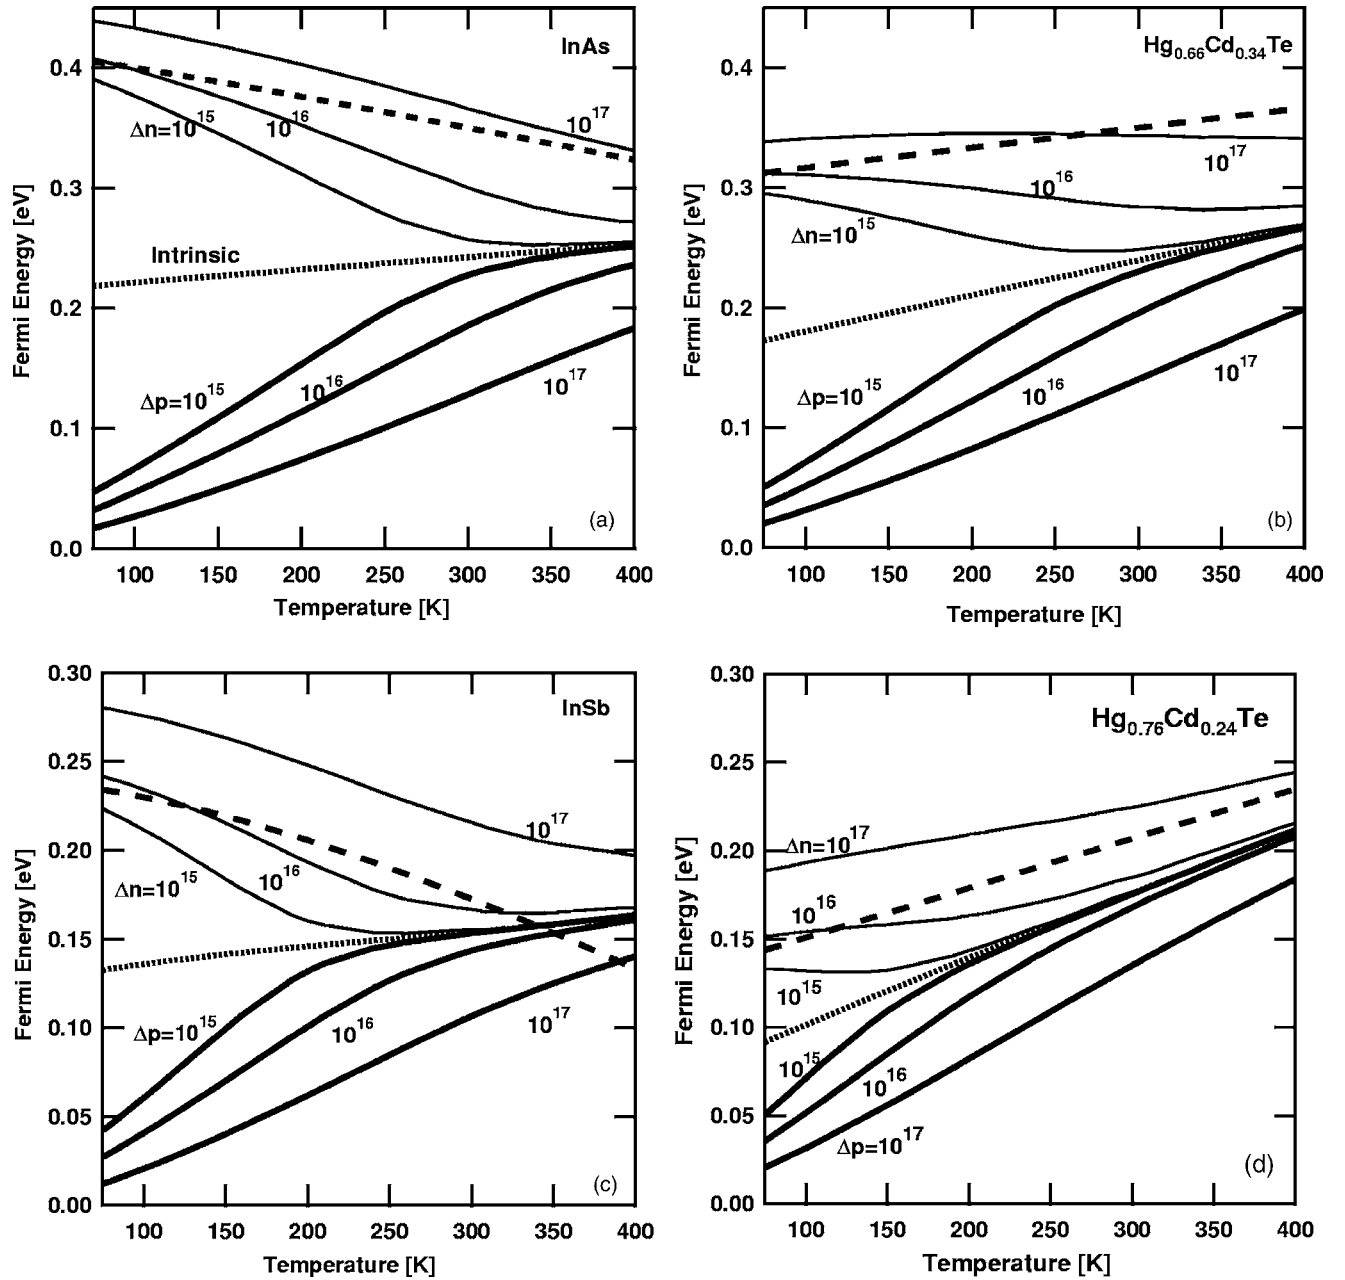 InAs
0.4
0.3
0.2
0.1
0.0
Fermi Energy [eV]
Δn=10^15
10^16
10^17
Intrinsic
Δp=10^15
10^16
10^17
(a)
100 150 200 250 300 350 400
Temperature [K]
Hg0.66Cd0.34Te
0.4
0.3
0.2
0.1
0.0
Fermi Energy [eV]
10^17
10^16
Δn=10^15
Δp=10^15
10^16
10^17
(b)
100 150 200 250 300 350 400
Temperature [K]
InSb
0.30
0.25
0.20
0.15
0.10
0.05
0.00
Fermi Energy [eV]
10^17
10^16
Δn=10^15
Δp=10^15
10^16
10^17
(c)
100 150 200 250 300 350 400
Temperature [K]
Hg0.76Cd0.24Te
0.30
0.25
0.20
0.15
0.10
0.05
0.00
Fermi Energy [eV]
Δn=10^17
10^16
10^15
10^15
10^16
Δp=10^17
(d)
100 150 200 250 300 350 400
Temperature [K]